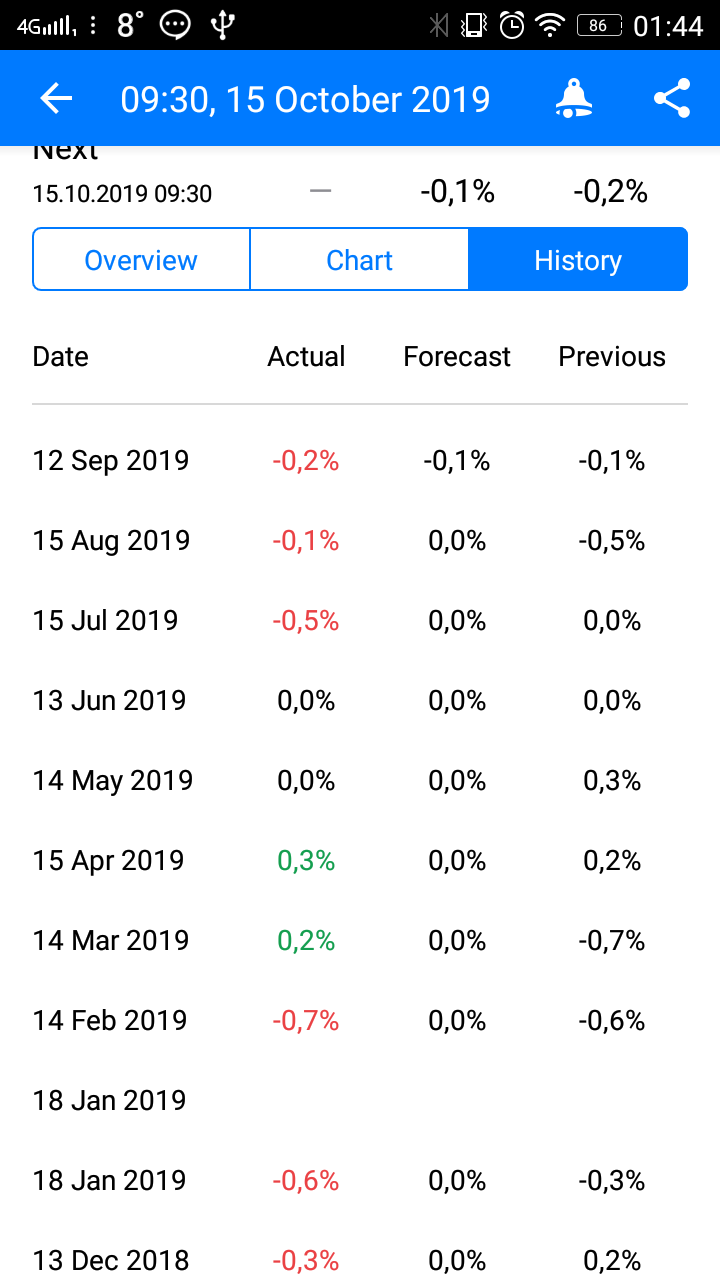 4G 8° 86 01:44
09:30, 15 October 2019
Next
15.10.2019 09:30 — -0,1% -0,2%
Overview Chart History
Date Actual Forecast Previous
12 Sep 2019 -0,2% -0,1% -0,1%
15 Aug 2019 -0,1% 0,0% -0,5%
15 Jul 2019 -0,5% 0,0% 0,0%
13 Jun 2019 0,0% 0,0% 0,0%
14 May 2019 0,0% 0,0% 0,3%
15 Apr 2019 0,3% 0,0% 0,2%
14 Mar 2019 0,2% 0,0% -0,7%
14 Feb 2019 -0,7% 0,0% -0,6%
18 Jan 2019
18 Jan 2019 -0,6% 0,0% -0,3%
13 Dec 2018 -0,3% 0,0% 0,2%